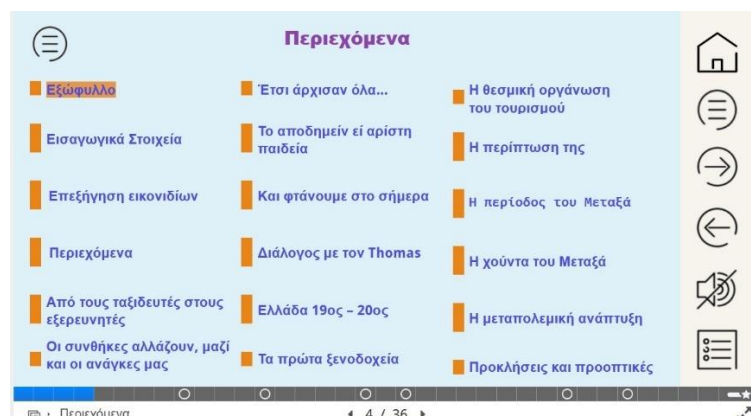 Περιεχόμενα
Εξώφυλλο
Εισαγωγικά Στοιχεία
Επεξήγηση εικονιδίων
Περιεχόμενα
Από τους ταξιδευτές στους
εξερευνητές
Οι συνθήκες αλλάζουν, μαζί
και οι ανάγκες μας
Έτσι άρχισαν όλα...
Το αποδημείν εί αρίστη
παιδεία
Και φτάνουμε στο σήμερα
Διάλογος με τον Thomas
Ελλάδα 19ος – 20ος
Τα πρώτα ξενοδοχεία
Η θεσμική οργάνωση
του τουρισμού
Η περίπτωση της
Η περίοδος του Μεταξά
Η χούντα του Μεταξά
Η μεταπολεμική ανάπτυξη
Προκλήσεις και προοπτικές
Περιεχόμενα
4 / 36